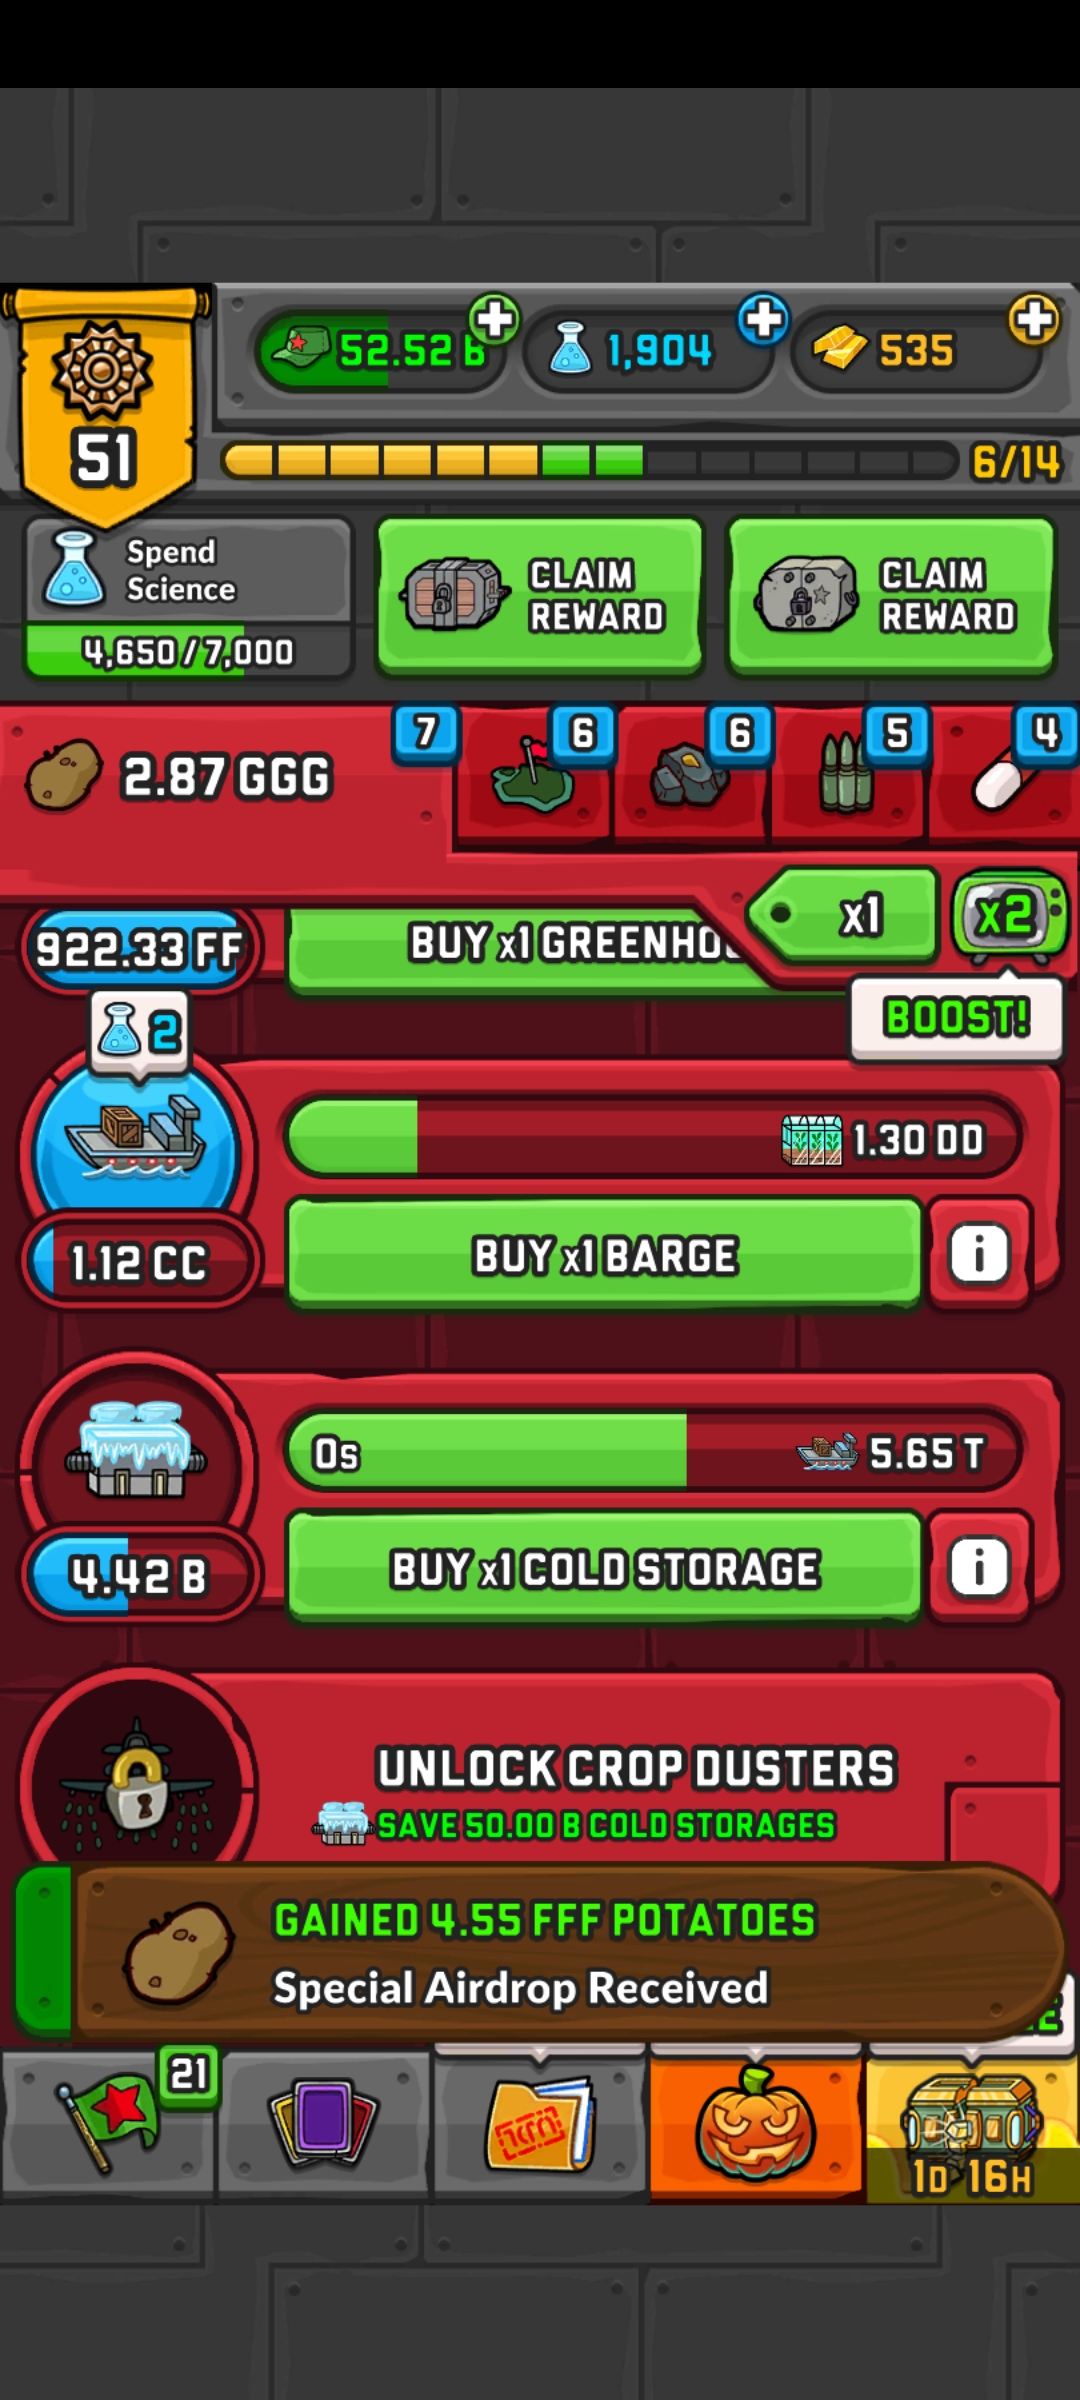 52.52 B
1,904
535
51
6/14
Spend
Science
4,650/7,000
CLAIM
REWARD
CLAIM
REWARD
2.87 GGG
7
6
6
5
4
x1
x2
BOOST!
922.33 FF
BUY x1
2
1.30 DD
1.12 CC
BUY x1 BARGE
i
0s
5.65 T
4.42 B
BUY x1 COLD STORAGE
i
UNLOCK CROP DUSTERS
SAVE 50.00 B COLD STORAGES
GAINED 4.55 FFF POTATOES
Special Airdrop Received
21
1D 16H